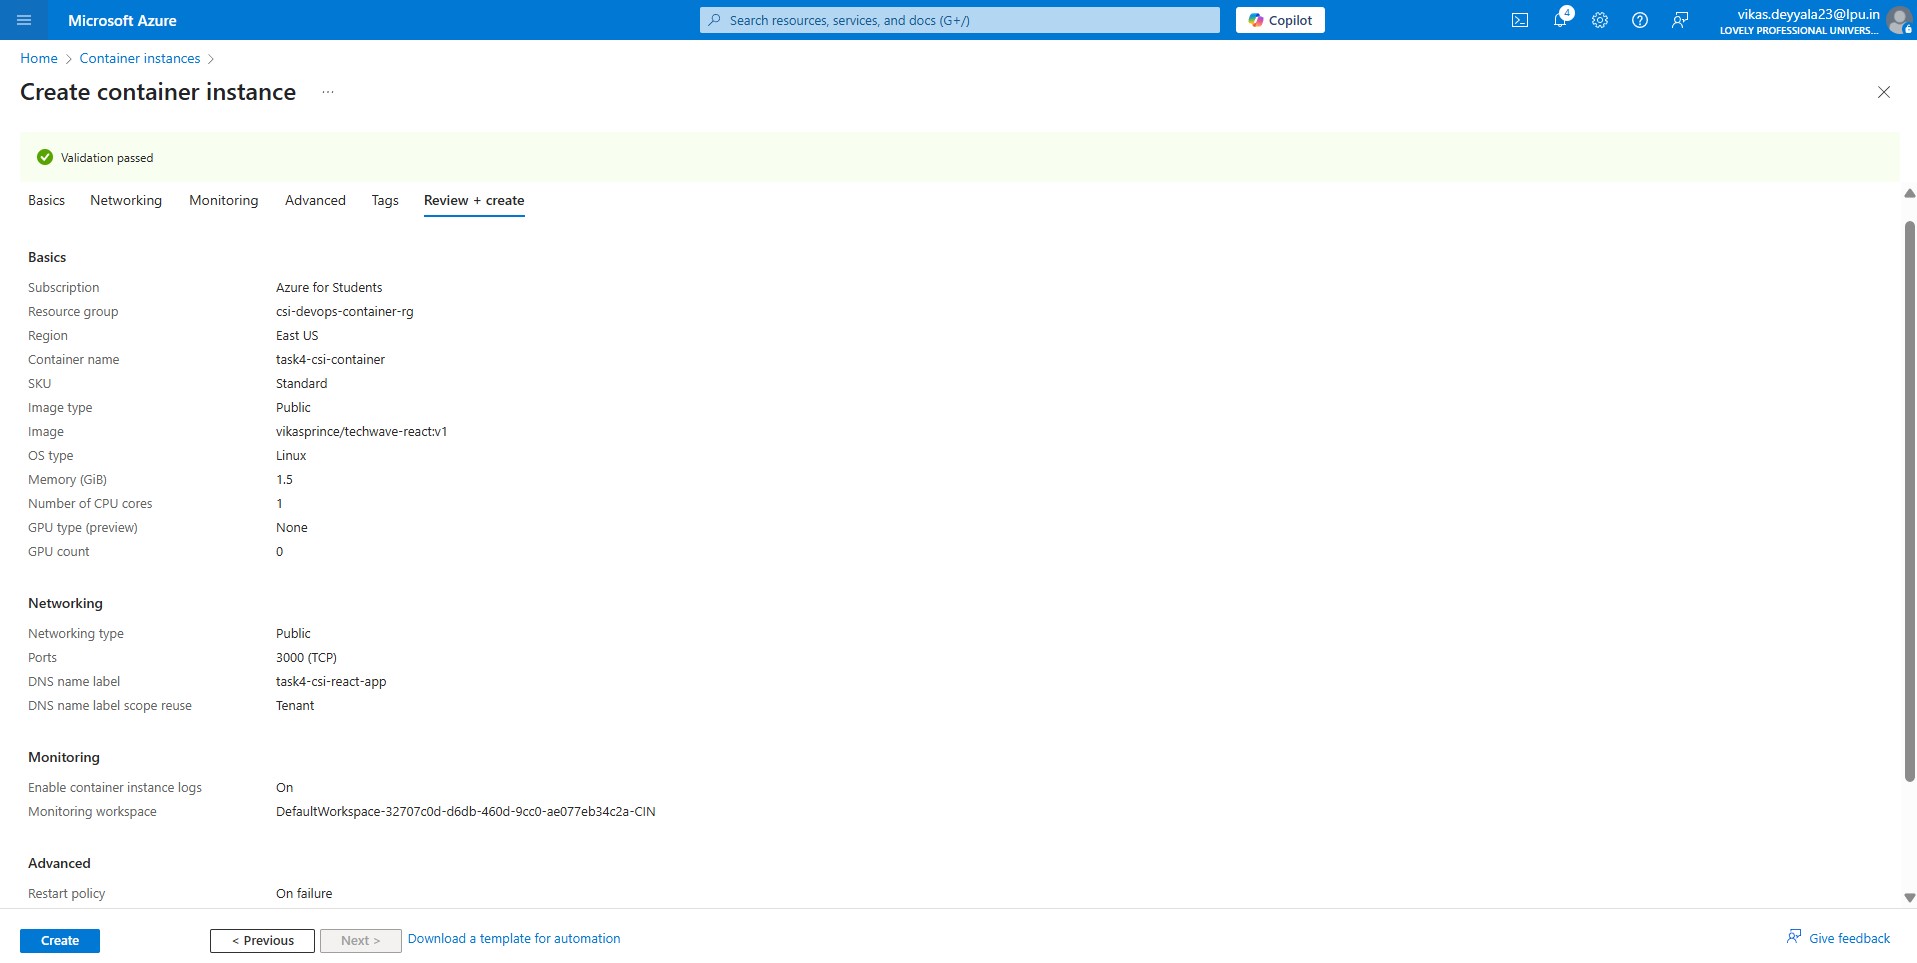 Microsoft Azure
Search resources, services, and docs (G+/)
Copilot
4
vikas.deyyala23@lpu.in
LOVELY PROFESSIONAL UNIVERS...
Home > Container instances >
Create container instance ...
Validation passed
Basics Networking Monitoring Advanced Tags Review + create
Basics
Subscription Azure for Students
Resource group csi-devops-container-rg
Region East US
Container name task4-csi-container
SKU Standard
Image type Public
Image vikasprince/techwave-react:v1
OS type Linux
Memory (GiB) 1.5
Number of CPU cores 1
GPU type (preview) None
GPU count 0
Networking
Networking type Public
Ports 3000 (TCP)
DNS name label task4-csi-react-app
DNS name label scope reuse Tenant
Monitoring
Enable container instance logs On
Monitoring workspace DefaultWorkspace-32707c0d-d6db-460d-9cc0-ae077eb34c2a-CIN
Advanced
Restart policy On failure
Create < Previous Next > Download a template for automation Give feedback